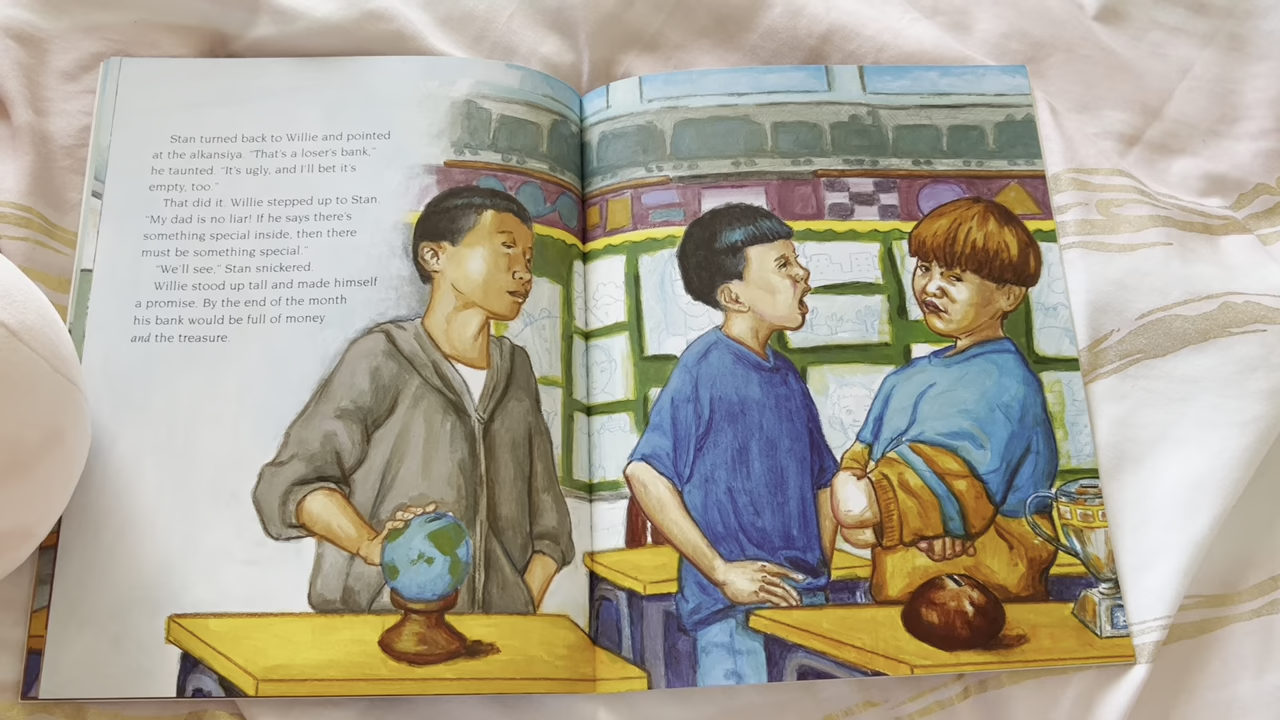 Stan turned back to Willie and pointed
at the alkansiya. "That's a loser's bank,"
he taunted. "It's ugly, and I'll bet it's
empty, too."
That did it. Willie stepped up to Stan.
"My dad is no liar! If he says there's
something special inside, then there
must be something special."
"We'll see," Stan snickered.
Willie stood up tall and made himself
a promise. By the end of the month
his bank would be full of money
and the treasure.